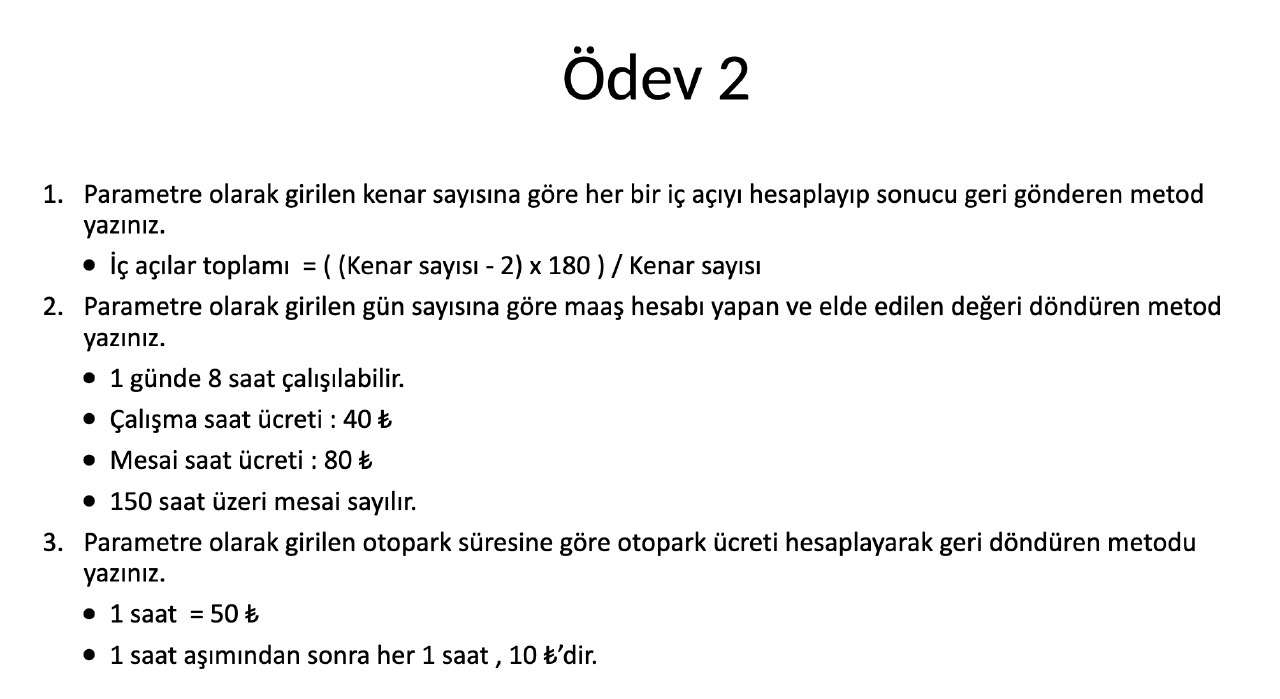 Ödev 2
1. Parametre olarak girilen kenar sayısına göre her bir iç açıyı hesaplayıp sonucu geri gönderen metod
yazınız.
• İç açılar toplamı = ( (Kenar sayısı - 2) x 180 ) / Kenar sayısı
2. Parametre olarak girilen gün sayısına göre maaş hesabı yapan ve elde edilen değeri döndüren metod
yazınız.
• 1 günde 8 saat çalışılabilir.
• Çalışma saat ücreti : 40 ₺
• Mesai saat ücreti : 80 ₺
• 150 saat üzeri mesai sayılır.
3. Parametre olarak girilen otopark süresine göre otopark ücreti hesaplayarak geri döndüren metodu
yazınız.
• 1 saat = 50 ₺
• 1 saat aşımından sonra her 1 saat , 10 ₺’dir.